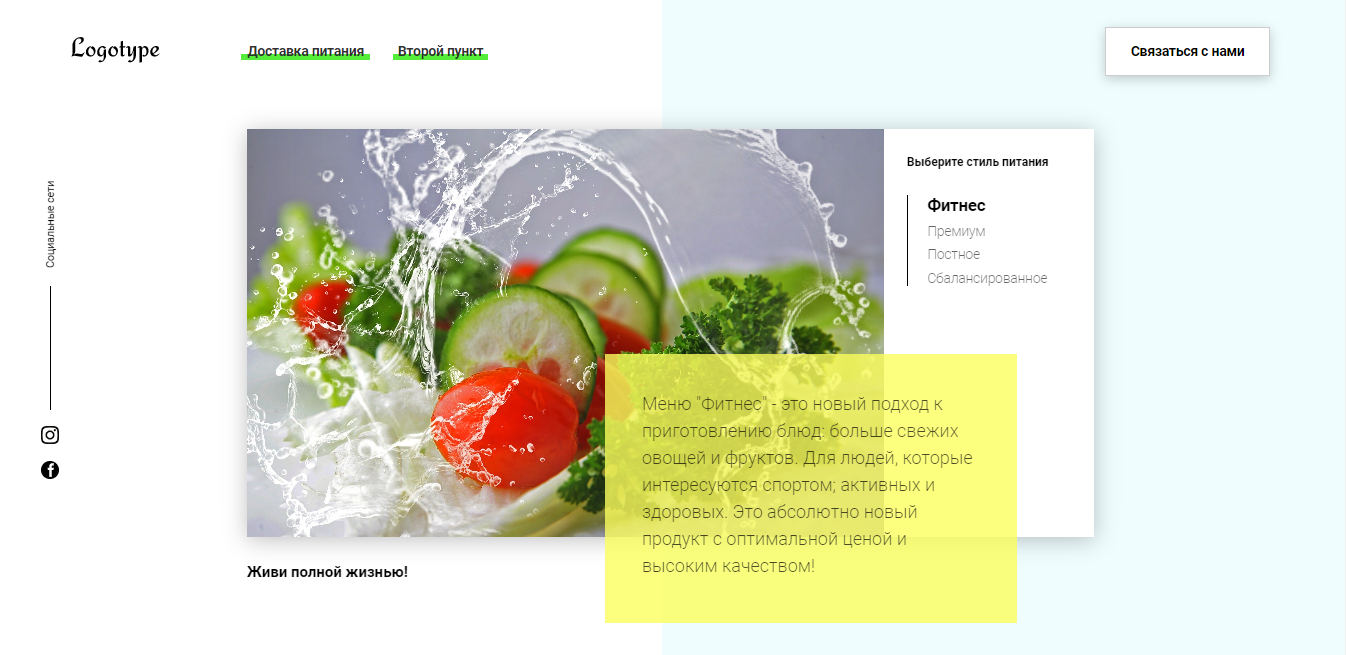 Logotype
Доставка питания
Второй пункт
Связаться с нами
Социальные сети
Выберите стиль питания
Фитнес
Премиум
Постное
Сбалансированное
Меню "Фитнес" - это новый подход к
приготовлению блюд: больше свежих
овощей и фруктов. Для людей, которые
интересуются спортом; активных и
здоровых. Это абсолютно новый
продукт с оптимальной ценой и
высоким качеством!
Живи полной жизнью!